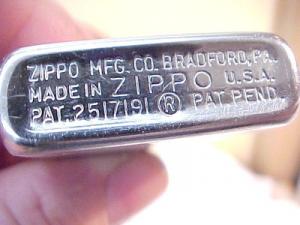 ZIPPO MFG. CO. BRADFORD, PA.
MADE IN ZIPPO U.S.A.
PAT. 2517191 ® PAT. PEND.